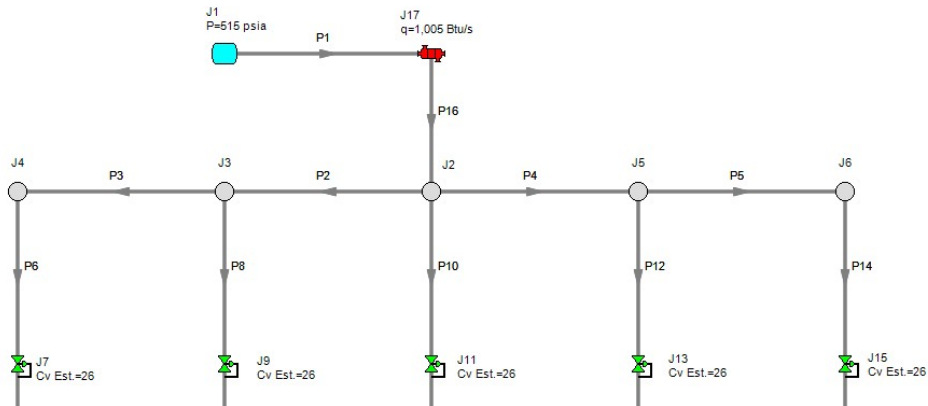 J1
P=515 psia
J17
q=1,005 Btu/s
P1
P16
J4
J3
J2
J5
J6
P3
P2
P4
P5
P6
P8
P10
P12
P14
J7
Cv Est.=26
J9
Cv Est.=26
J11
Cv Est.=26
J13
Cv Est.=26
J15
Cv Est.=26